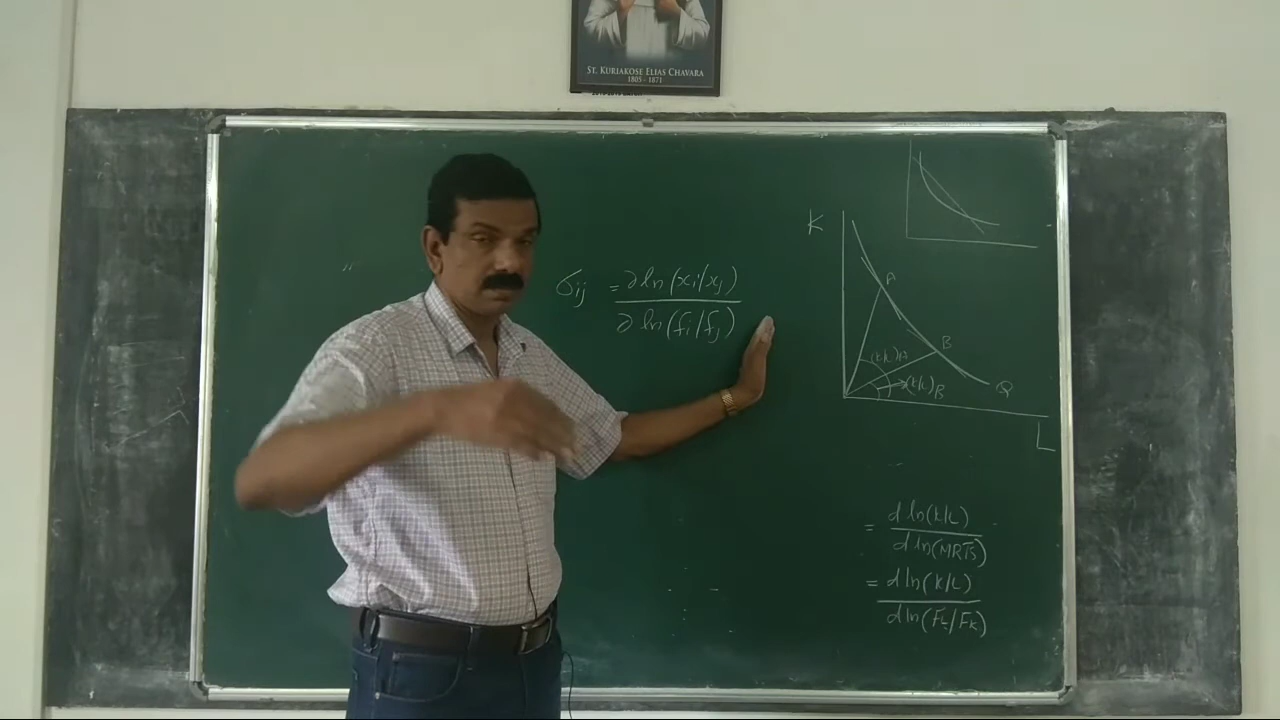 ST. KURIAKOSE ELIAS CHAVARA
1805 - 1871
σij = ∂ ln (xi/xj)
∂ ln (fi/fj)
K
A
B
(K/L)A
(K/L)B
Q
L
= d ln(K/L)
d ln(MRTS)
= d ln(K/L)
d ln(FL/FK)